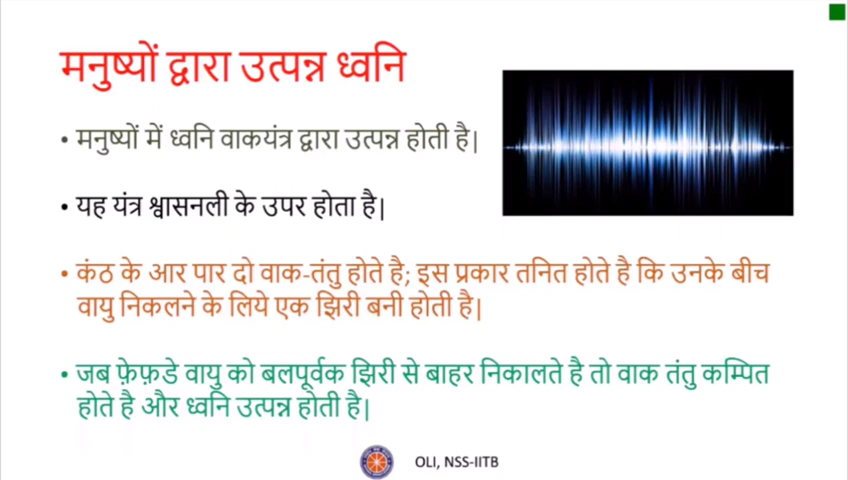 मनुष्यों द्वारा उत्पन्न ध्वनि
• मनुष्यों में ध्वनि वाकयंत्र द्वारा उत्पन्न होती है|
• यह यंत्र श्वासनली के उपर होता है|
• कंठ के आर पार दो वाक-तंतु होते है; इस प्रकार तनित होते है कि उनके बीच
वायु निकलने के लिये एक झिरी बनी होती है|
• जब फ़ेफ़डे वायु को बलपूर्वक झिरी से बाहर निकालते है तो वाक तंतु कम्पित
होते है और ध्वनि उत्पन्न होती है|
OLI, NSS-IITB